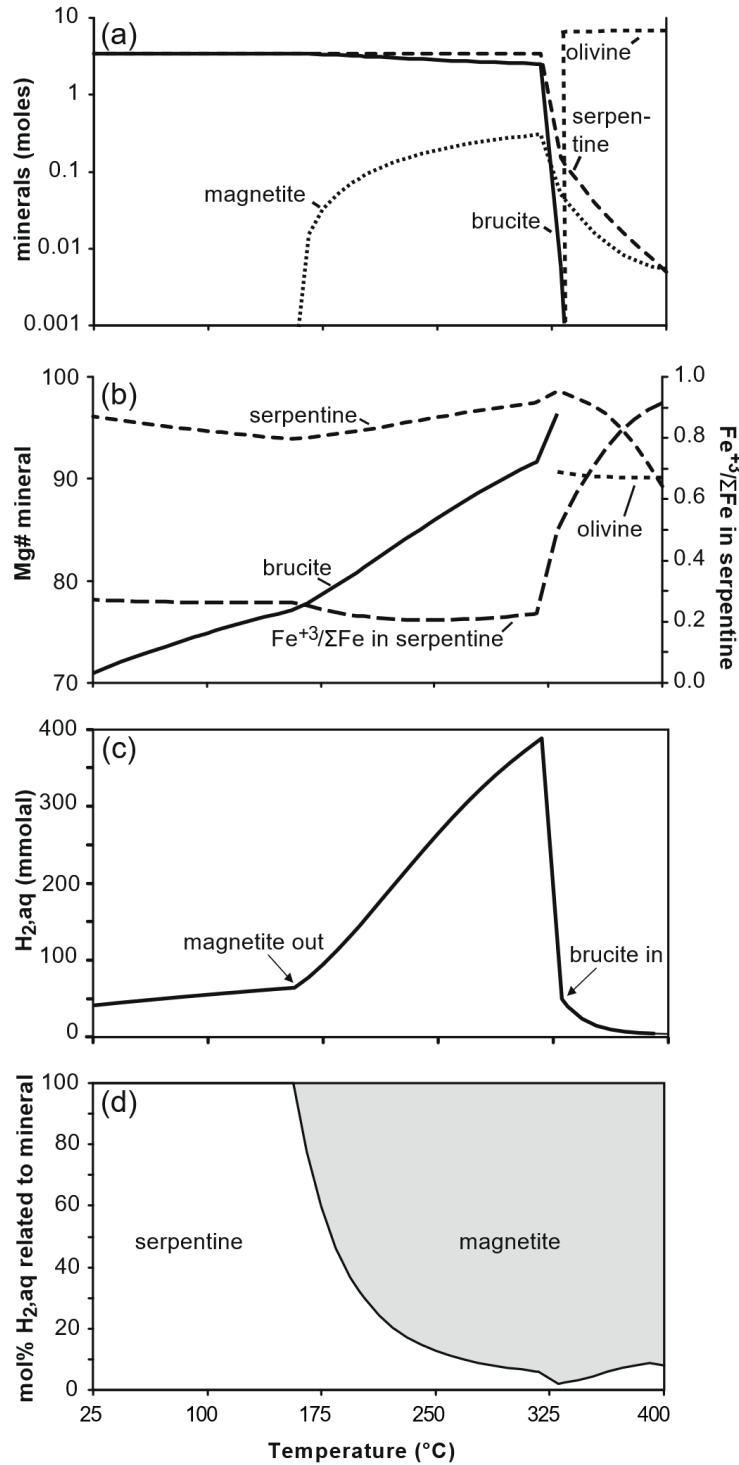 (a)
10
1
0.1
0.01
0.001
minerals (moles)
olivine
serpen-
tine
magnetite
brucite
(b)
100
90
80
70
Mg# mineral
1.0
0.8
0.6
0.4
0.2
0.0
Fe+3/ΣFe in serpentine
serpentine
brucite
olivine
Fe+3/ΣFe in serpentine
(c)
400
300
200
100
0
H2,aq (mmolal)
magnetite out
brucite in
(d)
100
80
60
40
20
0
mol% H2,aq related to mineral
serpentine
magnetite
25 100 175 250 325 400
Temperature (°C)